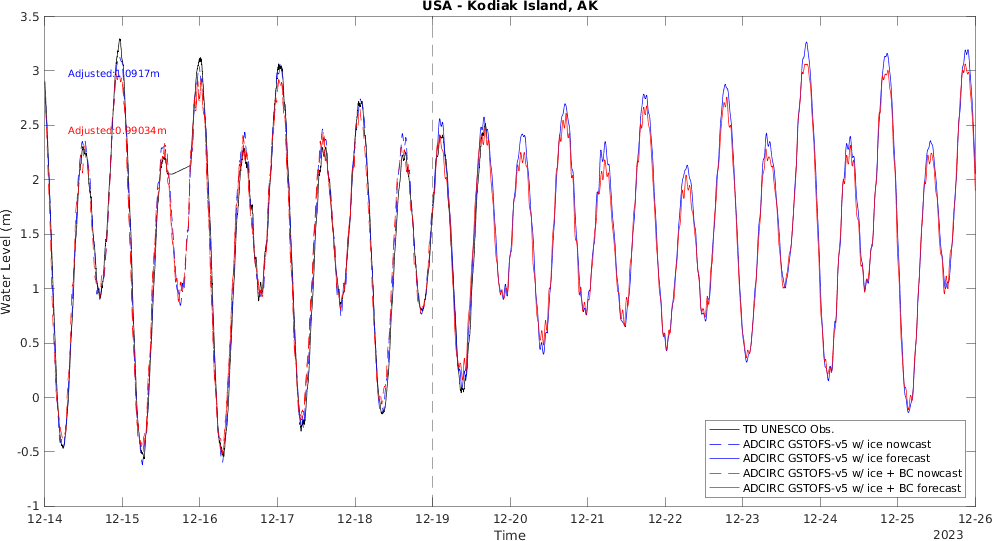 USA - Kodiak Island, AK
3.5
3
2.5
2
1.5
1
0.5
0
-0.5
-1
Water Level (m)
Adjusted:1.0917m
Adjusted:0.99034m
TD UNESCO Obs.
ADCIRC GSTOFS-v5 w/ ice nowcast
ADCIRC GSTOFS-v5 w/ ice forecast
ADCIRC GSTOFS-v5 w/ ice + BC nowcast
ADCIRC GSTOFS-v5 w/ ice + BC forecast
12-14 12-15 12-16 12-17 12-18 12-19 12-20 12-21 12-22 12-23 12-24 12-25 12-26
Time
2023